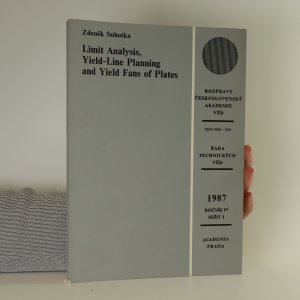 Zdeněk Sobotka
Limit Analysis,
Yield-Line Planning
and Yield Fans of Plates
ROZPRAVY
ČESKOSLOVENSKÉ
AKADEMIE
VĚD
ŘADA
TECHNICKÝCH
VĚD
1987
ROČNÍK 97
SEŠIT 1
ACADEMIA
PRAHA